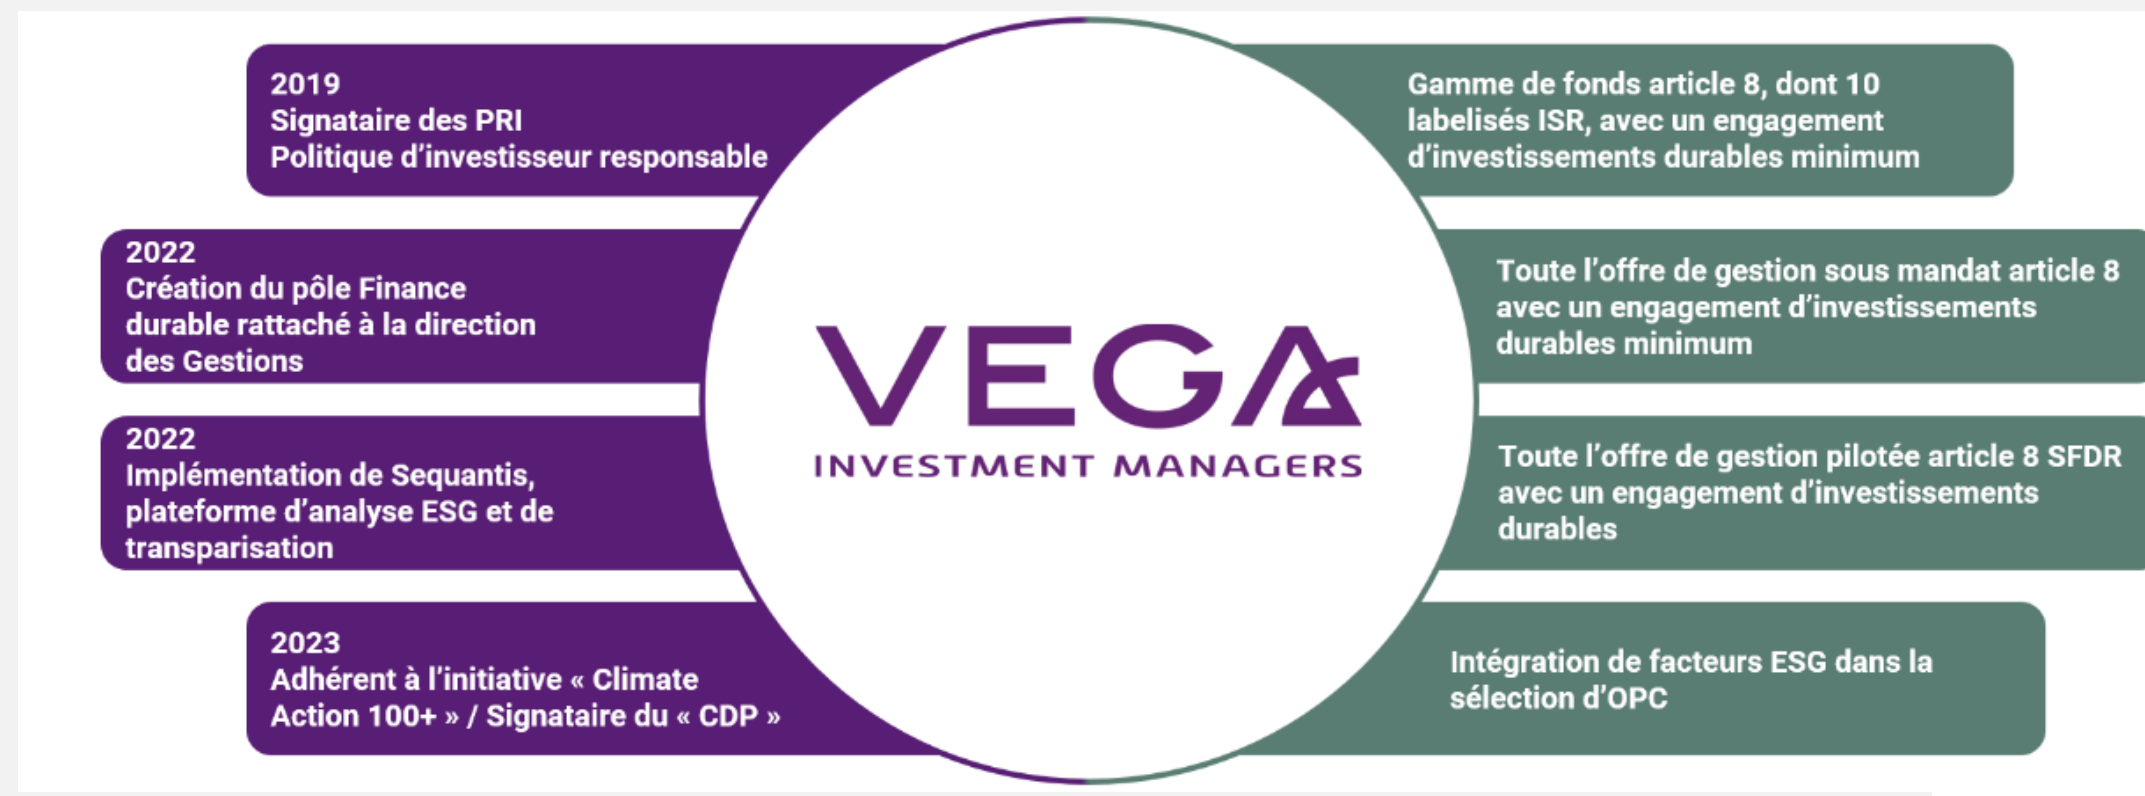 2019
Signataire des PRI
Politique d’investisseur responsable
2022
Création du pôle Finance
durable rattaché à la direction
des Gestions
2022
Implémentation de Sequantis,
plateforme d’analyse ESG et de
transparisation
2023
Adhérent à l’initiative « Climate
Action 100+ » / Signataire du « CDP »
VEGA
INVESTMENT MANAGERS
Gamme de fonds article 8, dont 10
labelisés ISR, avec un engagement
d’investissements durables minimum
Toute l’offre de gestion sous mandat article 8
avec un engagement d’investissements
durables minimum
Toute l’offre de gestion pilotée article 8 SFDR
avec un engagement d’investissements
durables
Intégration de facteurs ESG dans la
sélection d’OPC